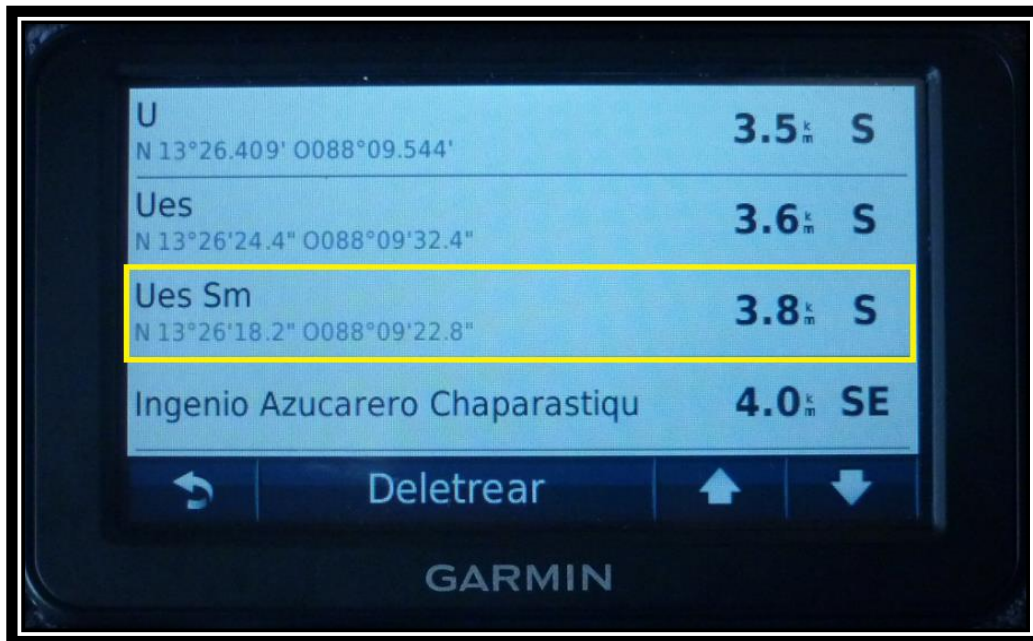 U 3.5 km S
N 13°26.409' O088°09.544'
Ues 3.6 km S
N 13°26'24.4" O088°09'32.4"
Ues Sm 3.8 km S
N 13°26'18.2" O088°09'22.8"
Ingenio Azucarero Chaparastiqu 4.0 km SE
Deletrear
GARMIN